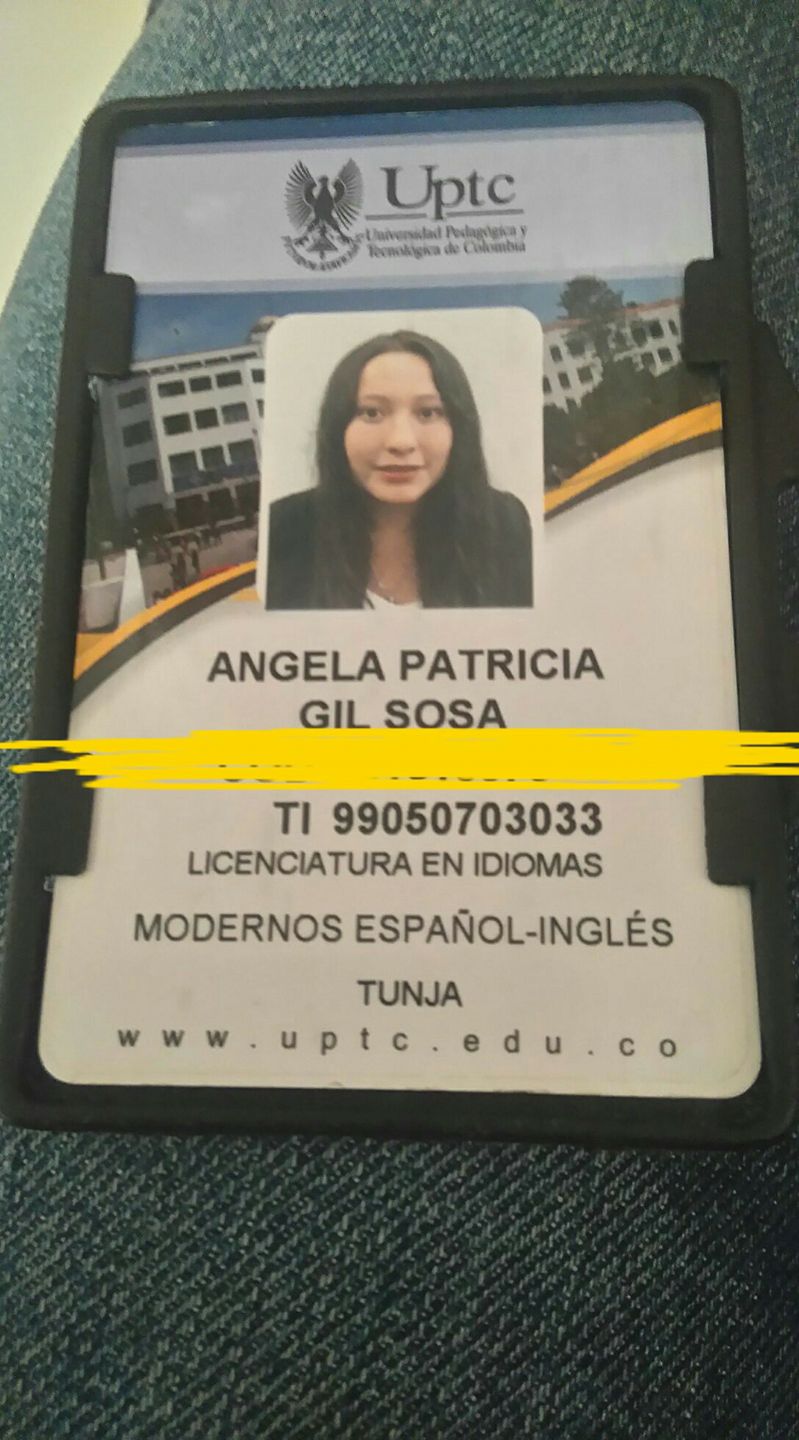 Uptc
Universidad Pedagógica y
Tecnológica de Colombia
ANGELA PATRICIA
GIL SOSA
TI 99050703033
LICENCIATURA EN IDIOMAS
MODERNOS ESPAÑOL-INGLÉS
TUNJA
www.uptc.edu.co